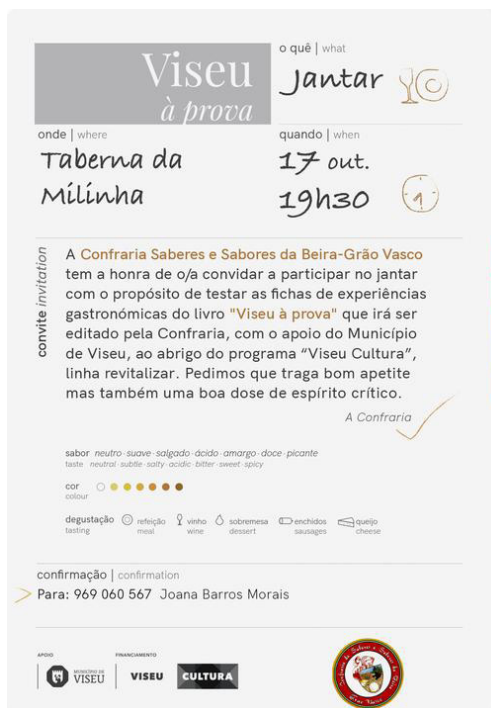 Viseu
à prova
o quê | what
Jantar
onde | where
Taberna da
Milinha
quando | when
17 out.
19h30
convite invitation
A Confraria Saberes e Sabores da Beira-Grão Vasco
tem a honra de o/a convidar a participar no jantar
com o propósito de testar as fichas de experiências
gastronómicas do livro "Viseu à prova" que irá ser
editado pela Confraria, com o apoio do Município
de Viseu, ao abrigo do programa “Viseu Cultura”,
linha revitalizar. Pedimos que traga bom apetite
mas também uma boa dose de espírito crítico.
A Confraria
sabor neutro · suave · salgado · ácido · amargo · doce · picante
taste neutral · subtle · salty · acidic · bitter · sweet · spicy
cor
colour
degustação refeição vinho sobremesa enchidos queijo
tasting meal wine dessert sausages cheese
confirmação | confirmation
Para: 969 060 567 Joana Barros Morais
APOIO FINANCIAMENTO
MUNICÍPIO DE
VISEU VISEU CULTURA